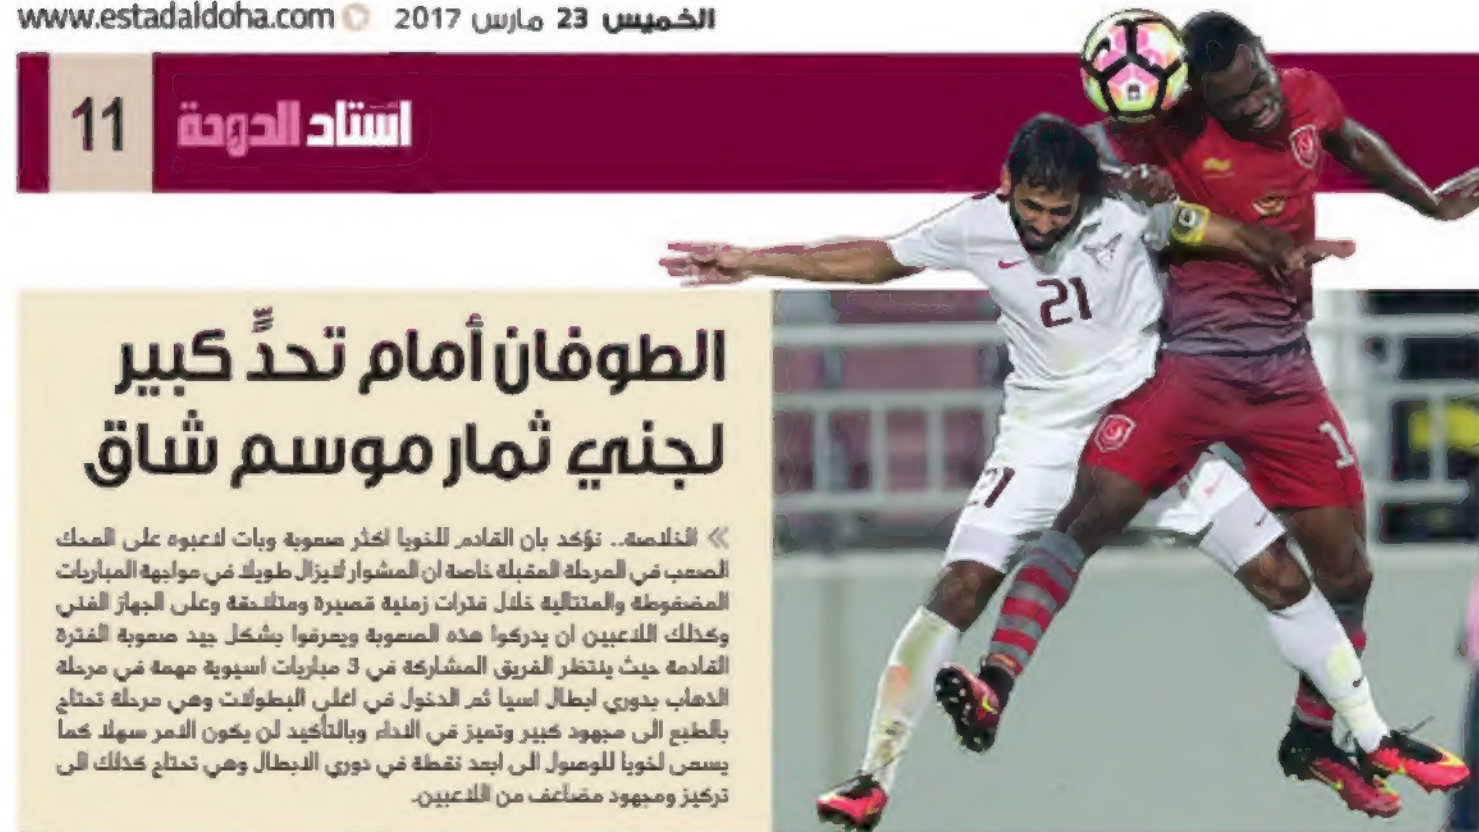 الخميس 23 مارس 2017 www.estadaldoha.com
استاد الدوحة 11
الطوفان أمام تحدٍّ كبير
لجني ثمار موسم شاق
» الخلاصة.. نؤكد بان القادم للخويا اكثر صعوبة وبات لاعبوه على المحك
الصعب في المرحلة المقبلة خاصة ان المشوار لايزال طويلا في مواجهة المباريات
المضغوطة والمتتالية خلال فترات زمنية قصيرة ومتلاحقة وعلى الجهاز الفني
وكذلك اللاعبين ان يدركوا هذه الصعوبة ويعرفوا بشكل جيد صعوبة الفترة
القادمة حيث ينتظر الفريق المشاركة في 3 مباريات اسيوية مهمة في مرحلة
الذهاب بدوري ابطال اسيا ثم الدخول في اغلى البطولات وهي مرحلة تحتاج
بالطبع الى مجهود كبير وتميز في الاداء وبالتأكيد لن يكون الامر سهلا كما
يسعى لخويا للوصول الى ابعد نقطة في دوري الابطال وهي تحتاج كذلك الى
تركيز ومجهود مضاعف من اللاعبين.
21
21
1